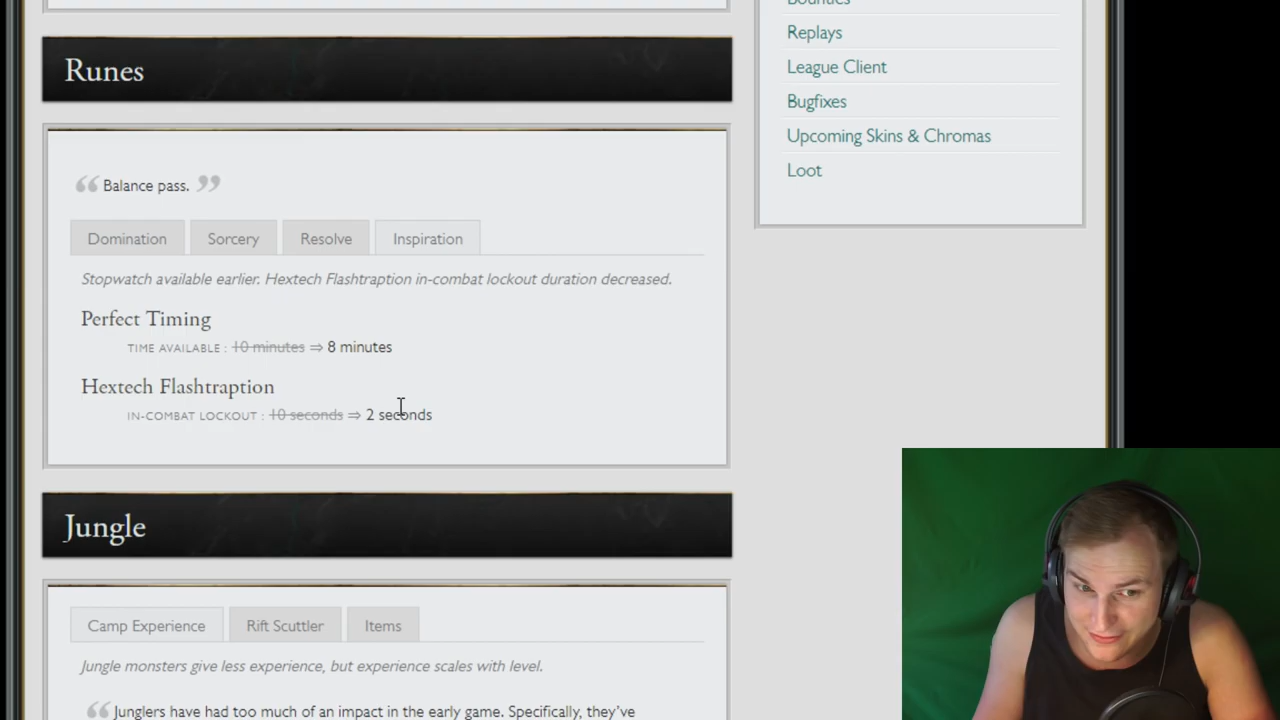 Runes
Replays
League Client
Bugfixes
Upcoming Skins & Chromas
Loot
“ Balance pass. ”
Domination Sorcery Resolve Inspiration
Stopwatch available earlier. Hextech Flashtraption in-combat lockout duration decreased.
Perfect Timing
TIME AVAILABLE : 10 minutes ⇒ 8 minutes
Hextech Flashtraption
IN-COMBAT LOCKOUT : 10 seconds ⇒ 2 seconds
Jungle
Camp Experience Rift Scuttler Items
Jungle monsters give less experience, but experience scales with level.
“ Junglers have had too much of an impact in the early game. Specifically, they've